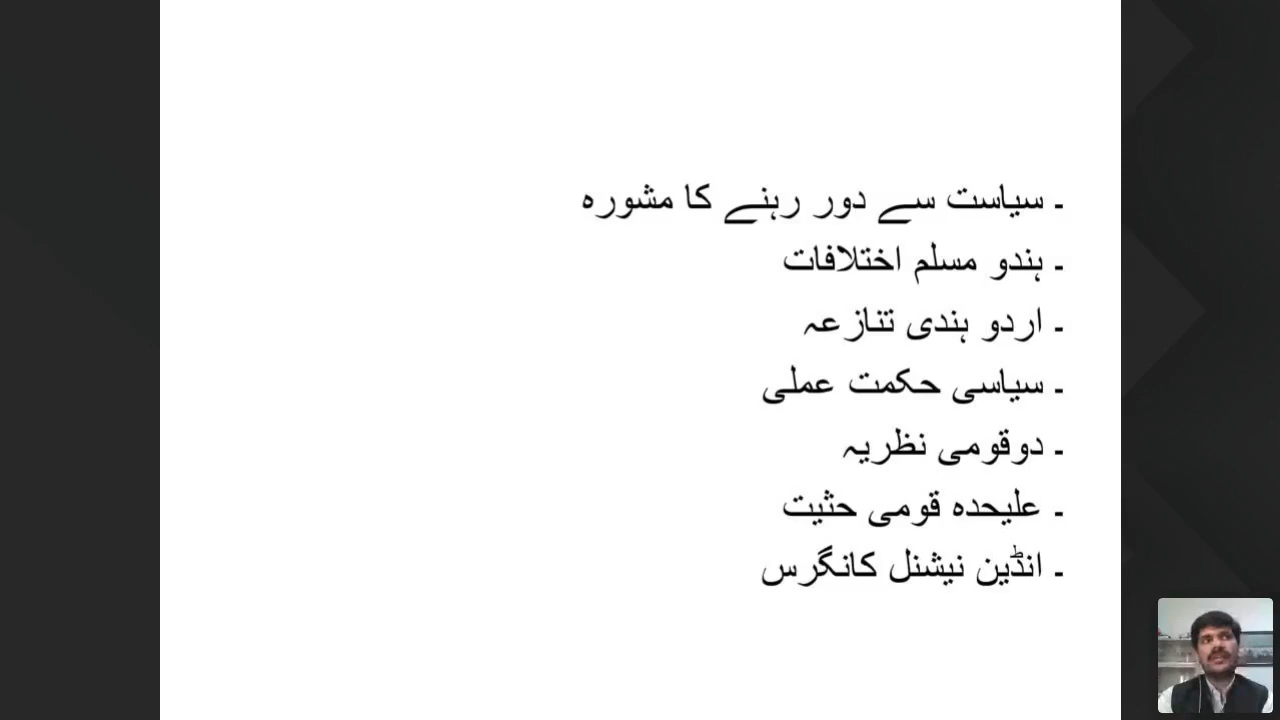 ۔ سیاست سے دور رہنے کا مشورہ
۔ ہندو مسلم اختلافات
۔ اردو ہندی تنازعہ
۔ سیاسی حکمت عملی
۔ دوقومی نظریہ
۔ علیحدہ قومی حثیت
۔ انڈین نیشنل کانگرس